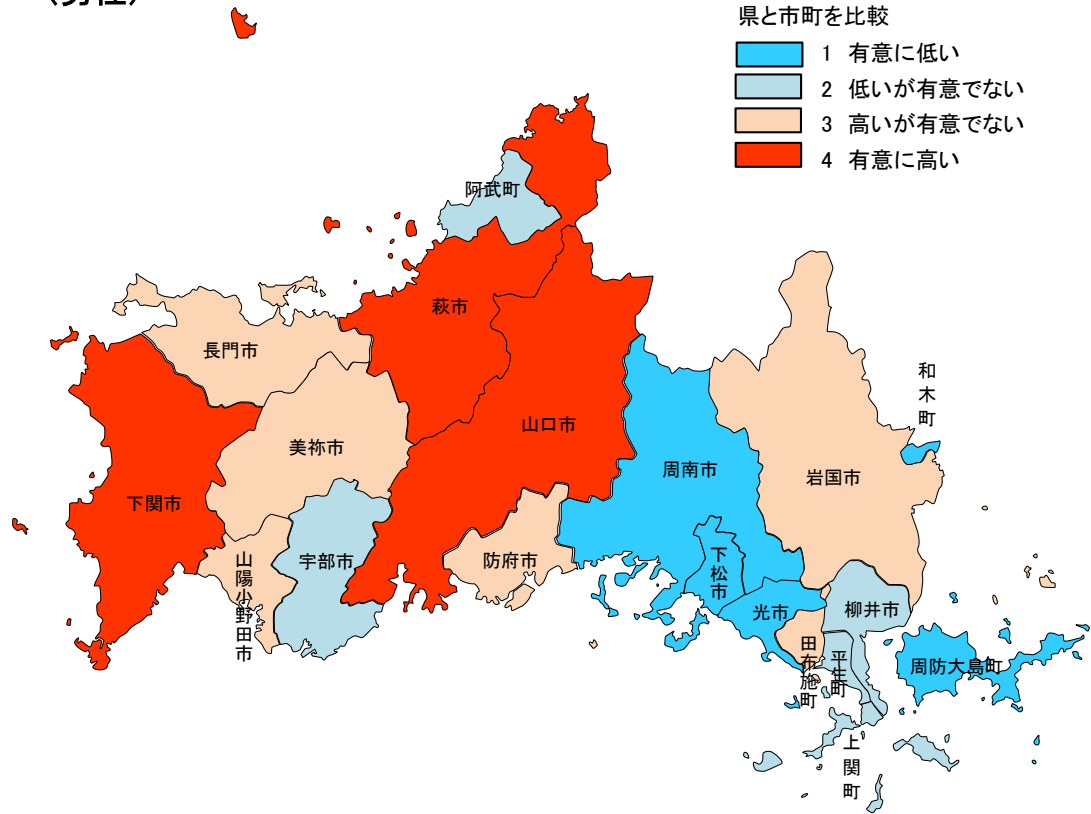 県と市町を比較
1 有意に低い
2 低いが有意でない
3 高いが有意でない
4 有意に高い
阿武町
萩市
長門市
和木町
山口市
美祢市
周南市
岩国市
下関市
宇部市
防府市
下松市
山陽小野田市
光市
柳井市
田布施町
平生町
周防大島町
上関町